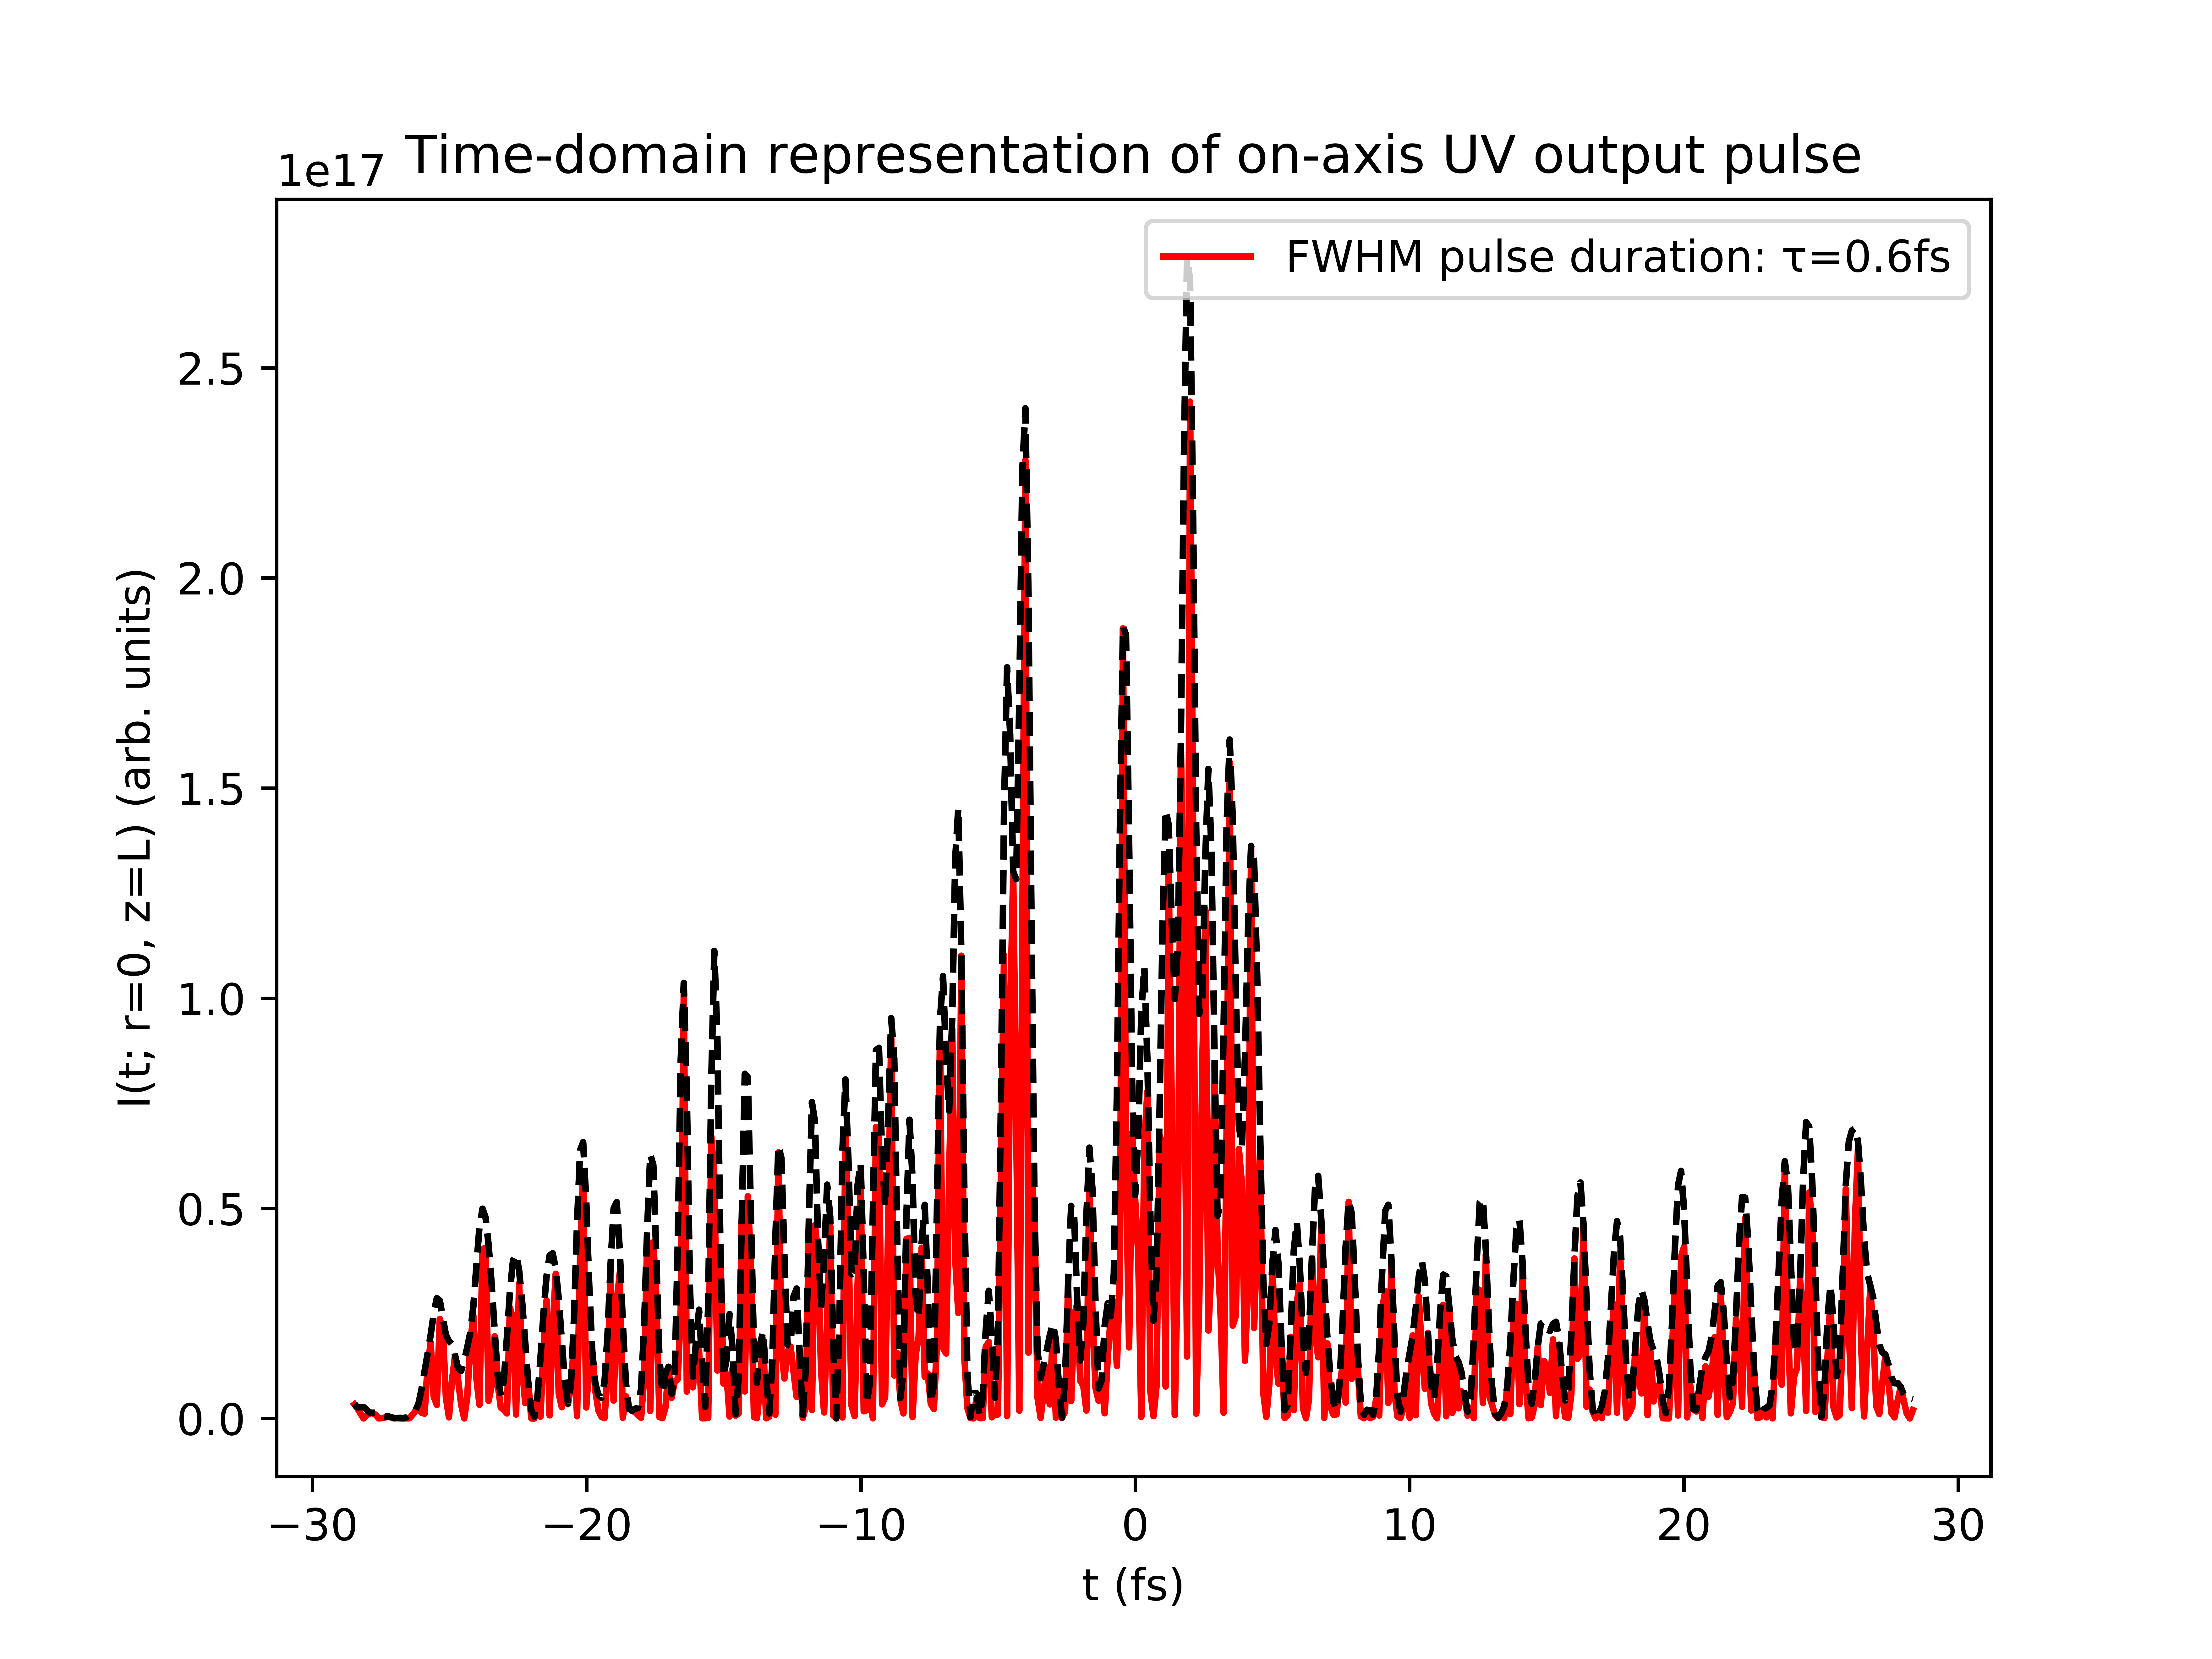 Time-domain representation of on-axis UV output pulse
1e17
FWHM pulse duration: τ=0.6fs
I(t; r=0, z=L) (arb. units)
2.5
2.0
1.5
1.0
0.5
0.0
−30 −20 −10 0 10 20 30
t (fs)